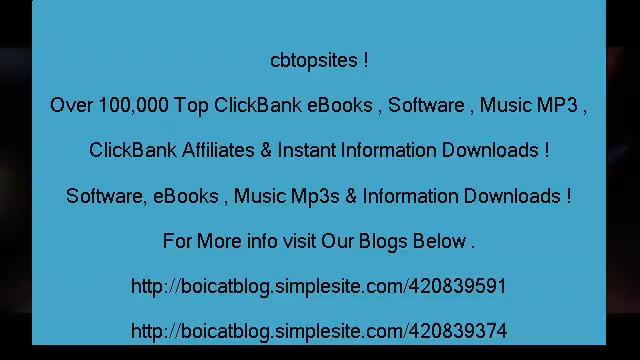 cbtopsites !
Over 100,000 Top ClickBank eBooks , Software , Music MP3 ,
ClickBank Affiliates & Instant Information Downloads !
Software, eBooks , Music Mp3s & Information Downloads !
For More info visit Our Blogs Below .
http://boicatblog.simplesite.com/420839591
http://boicatblog.simplesite.com/420839374